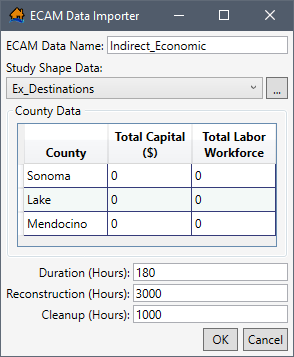 ECAM Data Importer
ECAM Data Name: Indirect_Economic
Study Shape Data:
Ex_Destinations ...
County Data
County Total Capital ($) Total Labor Workforce
Sonoma 0 0
Lake 0 0
Mendocino 0 0
Duration (Hours): 180
Reconstruction (Hours): 3000
Cleanup (Hours): 1000
OK Cancel